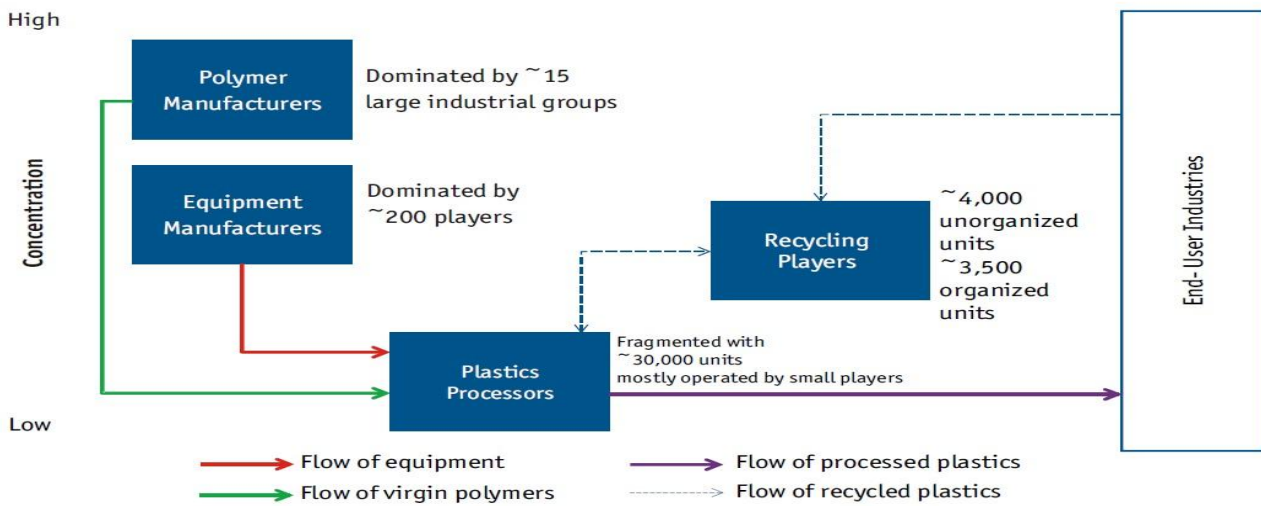 High
Polymer
Manufacturers
Dominated by ~15
large industrial groups
Concentration
Equipment
Manufacturers
Dominated by
~200 players
Recycling
Players
~4,000
unorganized
units
~3,500
organized
units
End- User Industries
Plastics
Processors
Fragmented with
~30,000 units
mostly operated by small players
Low
Flow of equipment
Flow of processed plastics
Flow of virgin polymers
Flow of recycled plastics